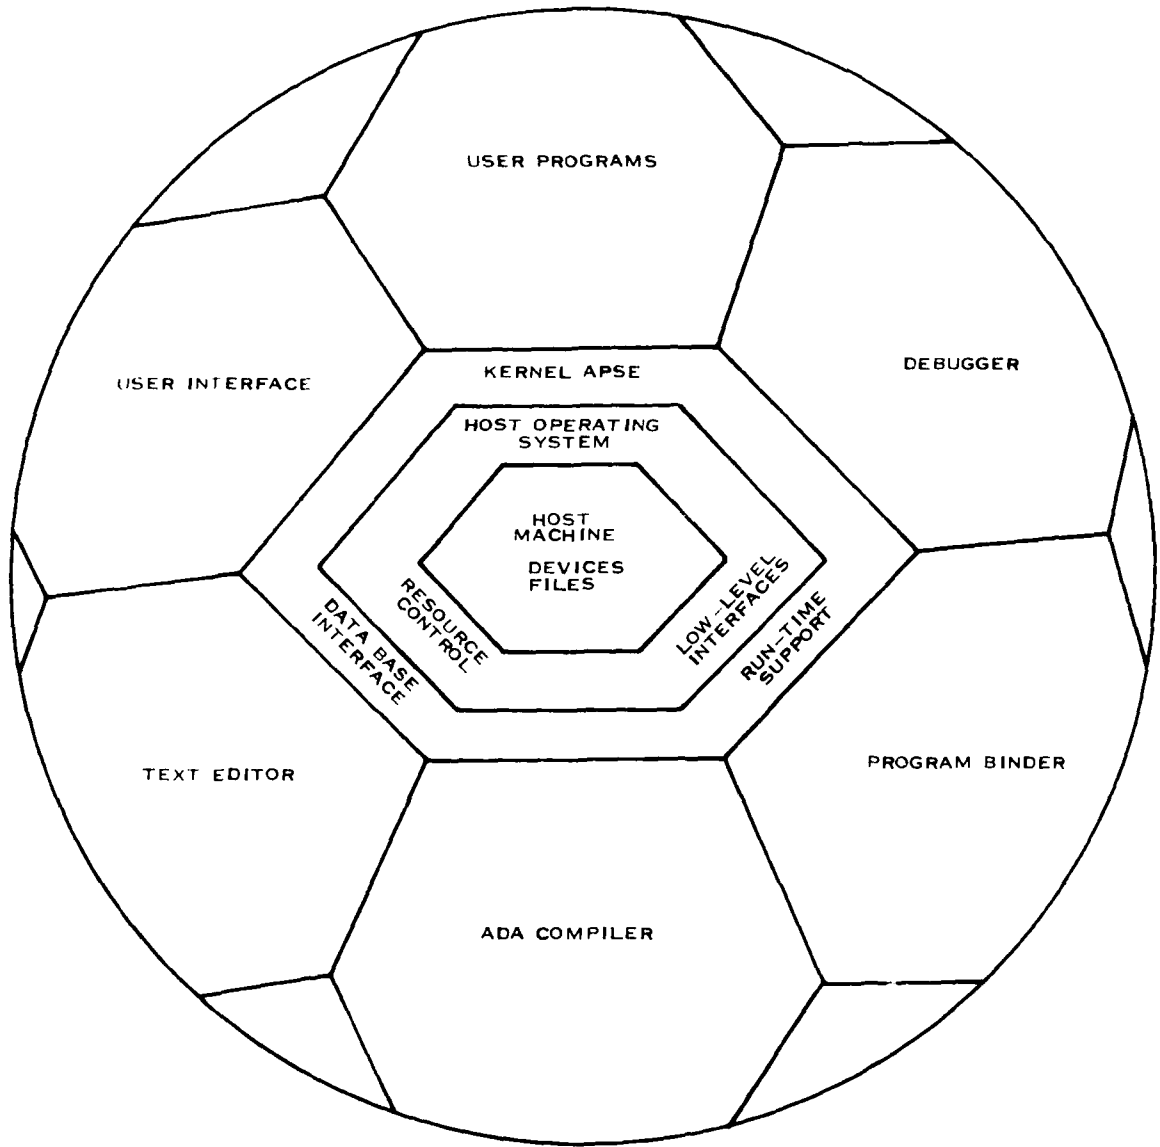 USER PROGRAMS
USER INTERFACE
DEBUGGER
KERNEL APSE
HOST OPERATING
SYSTEM
HOST
MACHINE
DEVICES
FILES
RESOURCE
CONTROL
LOW-LEVEL
INTERFACES
DATA BASE
INTERFACE
RUN-TIME
SUPPORT
TEXT EDITOR
PROGRAM BINDER
ADA COMPILER